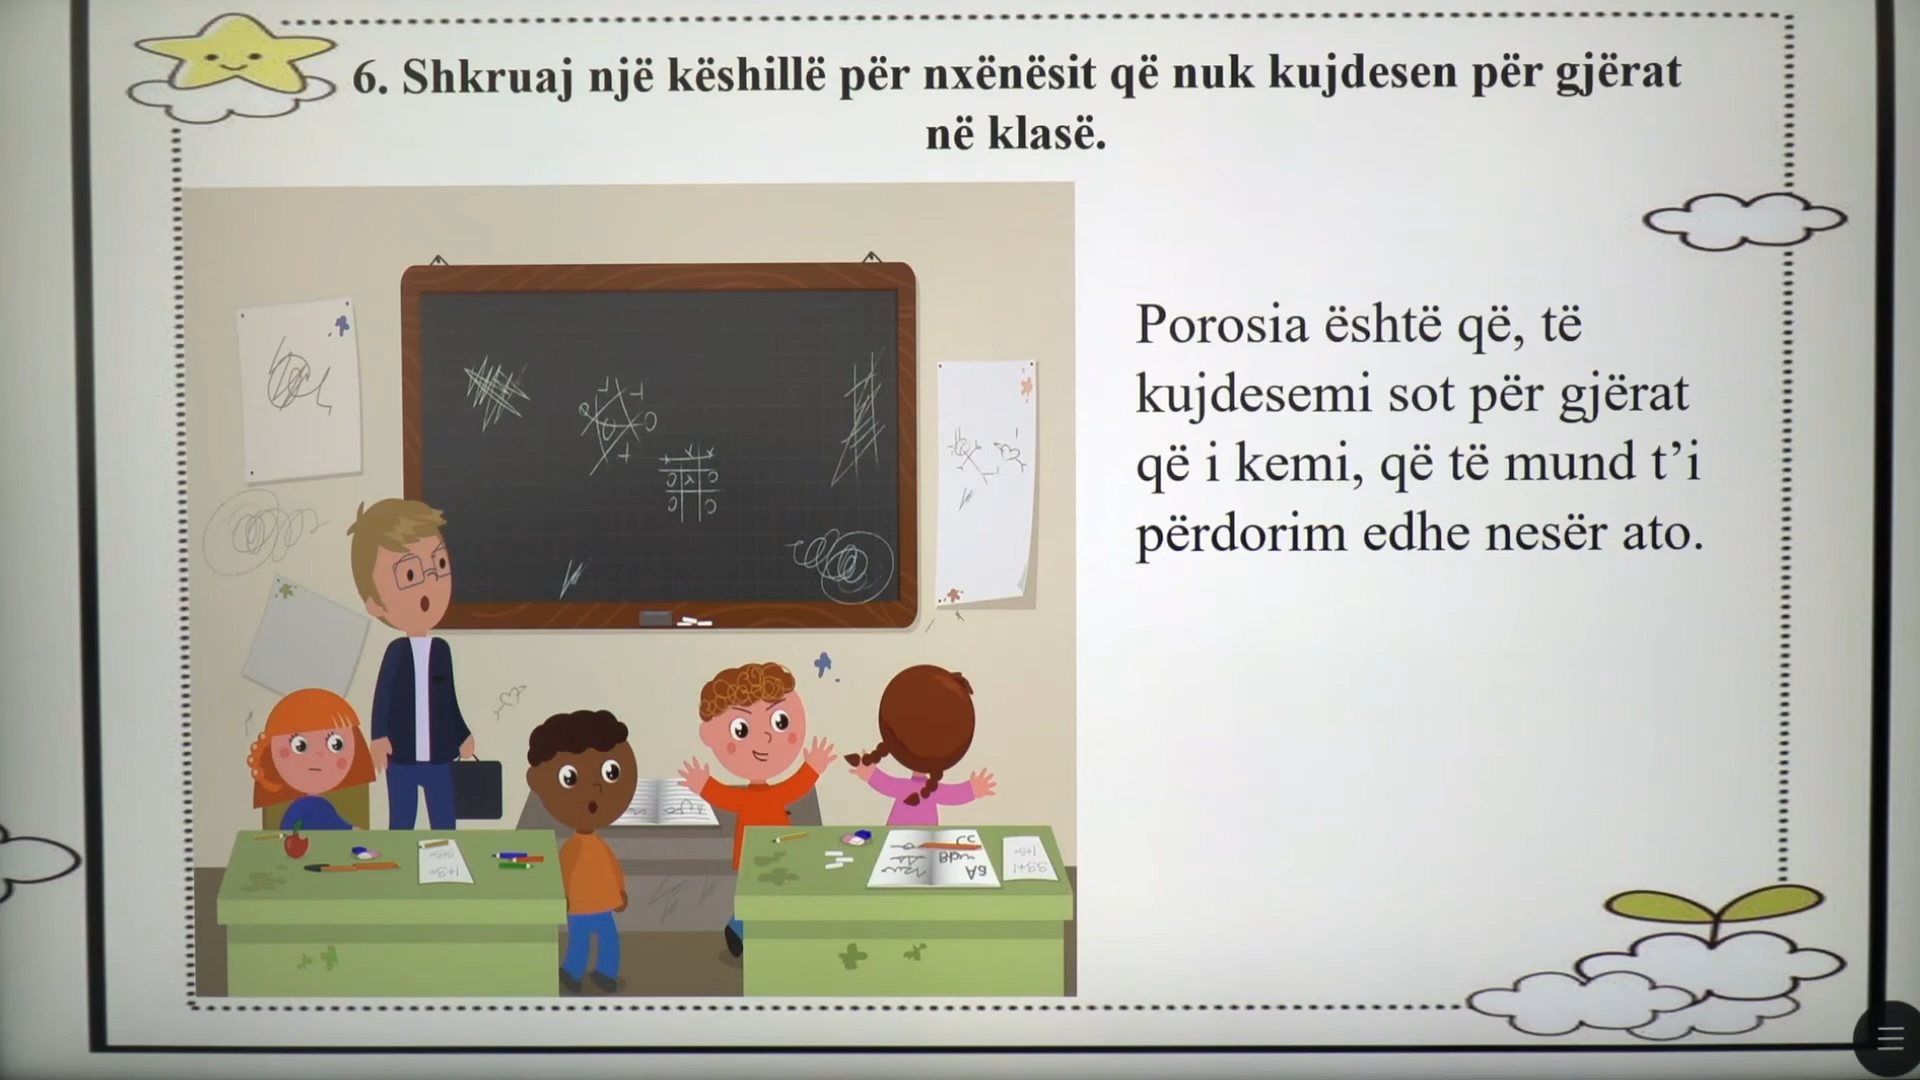 6. Shkruaj një këshillë për nxënësit që nuk kujdesen për gjërat
në klasë.
Porosia është që, të
kujdesemi sot për gjërat
që i kemi, që të mund t’i
përdorim edhe nesër ato.